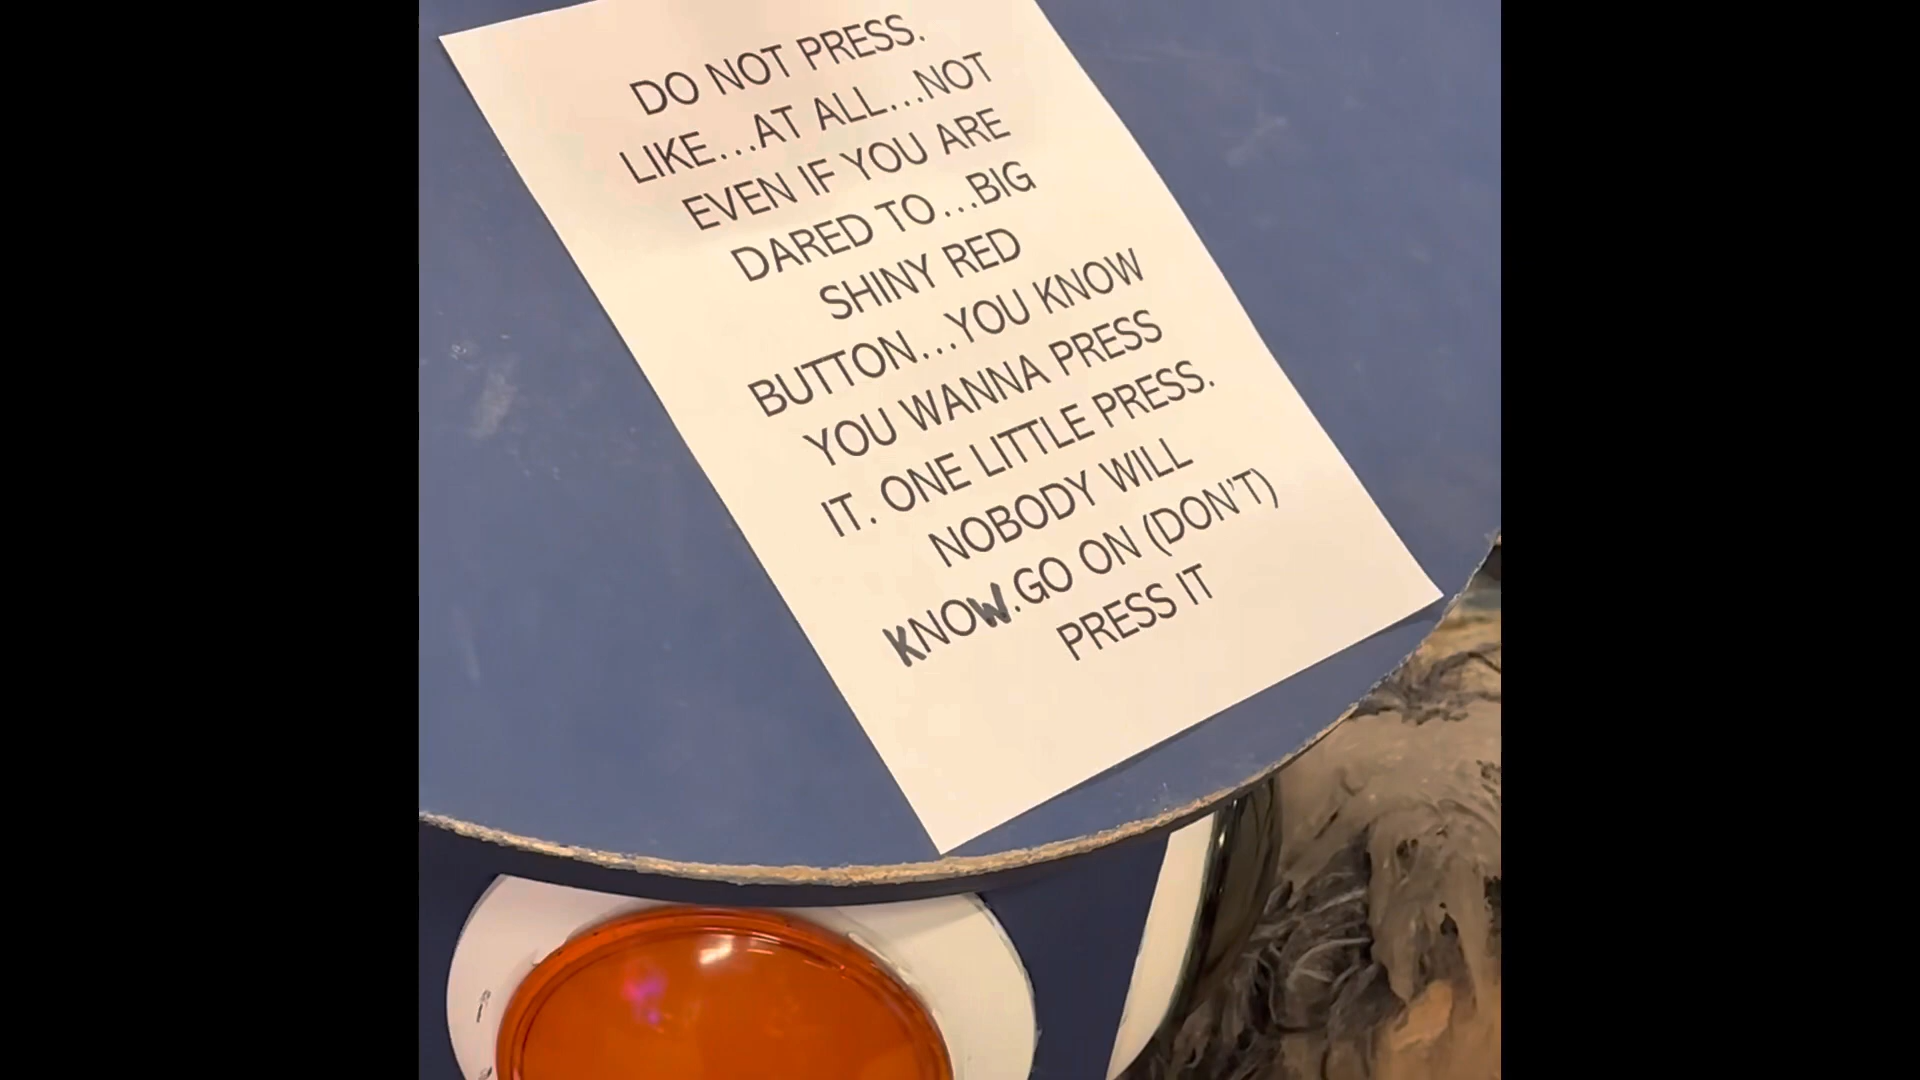 DO NOT PRESS.
LIKE...AT ALL...NOT
EVEN IF YOU ARE
DARED TO...BIG
SHINY RED
BUTTON...YOU KNOW
YOU WANNA PRESS
IT. ONE LITTLE PRESS.
NOBODY WILL
KNOW.GO ON (DON'T)
PRESS IT